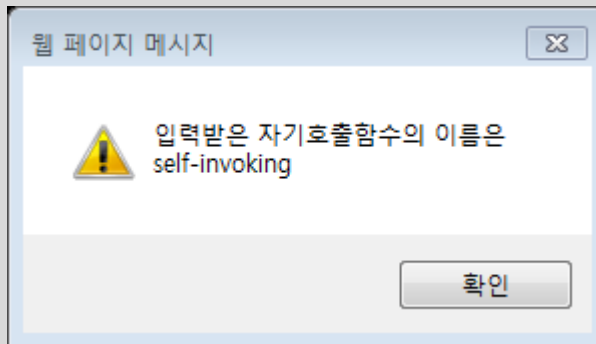 웹 페이지 메시지
입력받은 자기호출함수의 이름은
self-invoking
확인